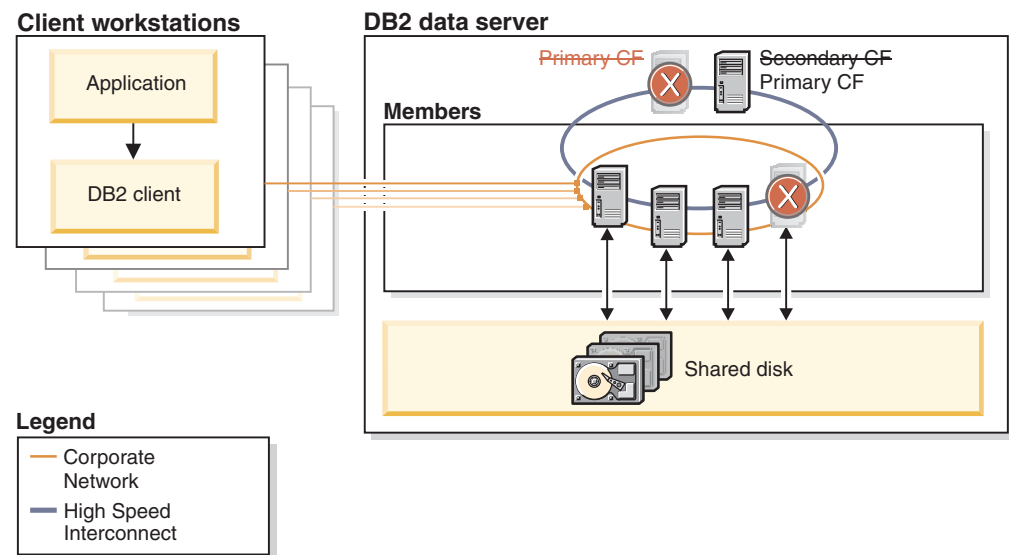 Client workstations
Application
DB2 client
DB2 data server
Primary CF
X
Secondary CF
Primary CF
Members
X
Shared disk
Legend
Corporate
Network
High Speed
Interconnect